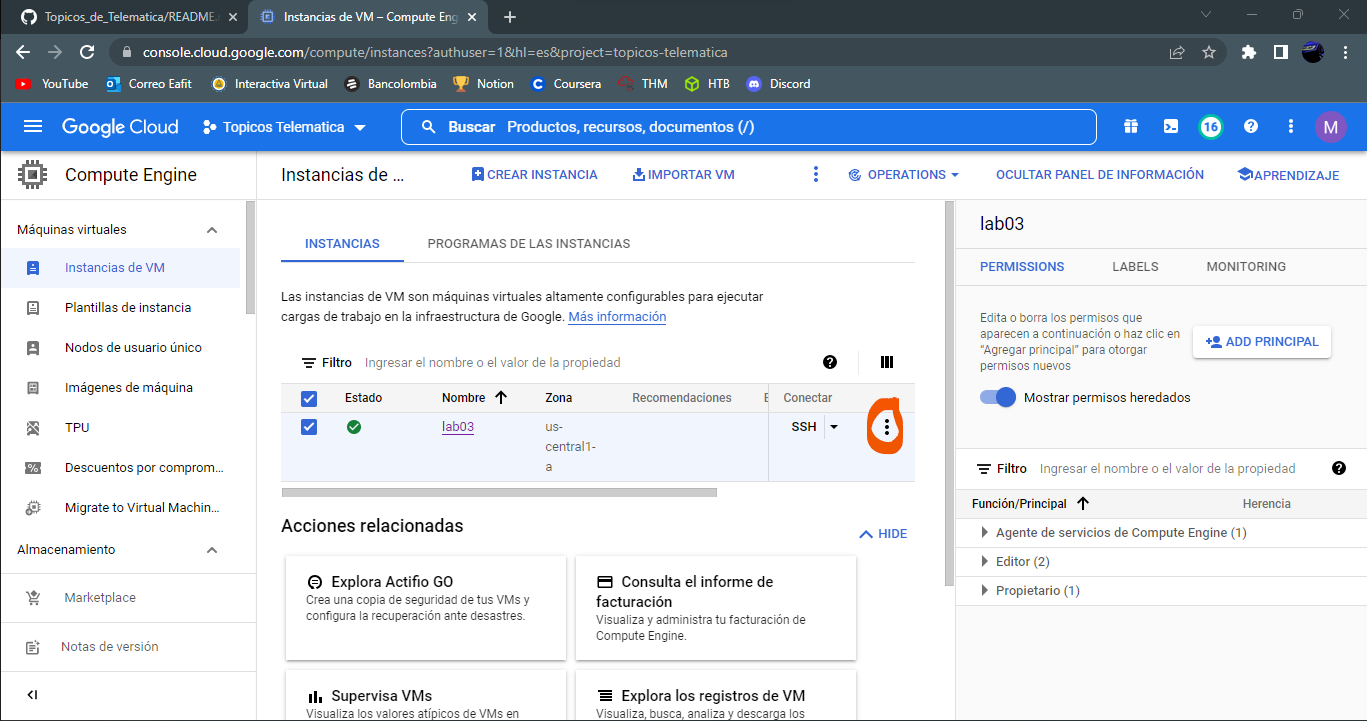 Topicos_de_Telematica/README.
Instancias de VM – Compute Eng
console.cloud.google.com/compute/instances?authuser=1&hl=es&project=topicos-telematica
YouTube
Correo Eafit
Interactiva Virtual
Bancolombia
Notion
Coursera
THM
HTB
Discord
Google Cloud
Topicos Telematica
Buscar Productos, recursos, documentos (/)
16
M
Compute Engine
Instancias de ...
CREAR INSTANCIA
IMPORTAR VM
OPERATIONS
OCULTAR PANEL DE INFORMACIÓN
APRENDIZAJE
Máquinas virtuales
Instancias de VM
Plantillas de instancia
Nodos de usuario único
Imágenes de máquina
TPU
Descuentos por comprom...
Migrate to Virtual Machin...
Almacenamiento
Marketplace
Notas de versión
INSTANCIAS
PROGRAMAS DE LAS INSTANCIAS
Las instancias de VM son máquinas virtuales altamente configurables para ejecutar
cargas de trabajo en la infraestructura de Google. Más información
Filtro Ingresar el nombre o el valor de la propiedad
Estado Nombre Zona Recomendaciones E Conectar
lab03 us-
central1-
a
SSH
Acciones relacionadas
HIDE
Explora Actifio GO
Crea una copia de seguridad de tus VMs y
configura la recuperación ante desastres.
Consulta el informe de
facturación
Visualiza y administra tu facturación de
Compute Engine.
Supervisa VMs
Visualiza los valores atípicos de VMs en
Explora los registros de VM
Visualiza, busca, analiza y descarga los
lab03
PERMISSIONS
LABELS
MONITORING
Edita o borra los permisos que
aparecen a continuación o haz clic en
“Agregar principal” para otorgar
permisos nuevos
ADD PRINCIPAL
Mostrar permisos heredados
Filtro Ingresar el nombre o el valor de la propiedad
Función/Principal Herencia
Agente de servicios de Compute Engine (1)
Editor (2)
Propietario (1)